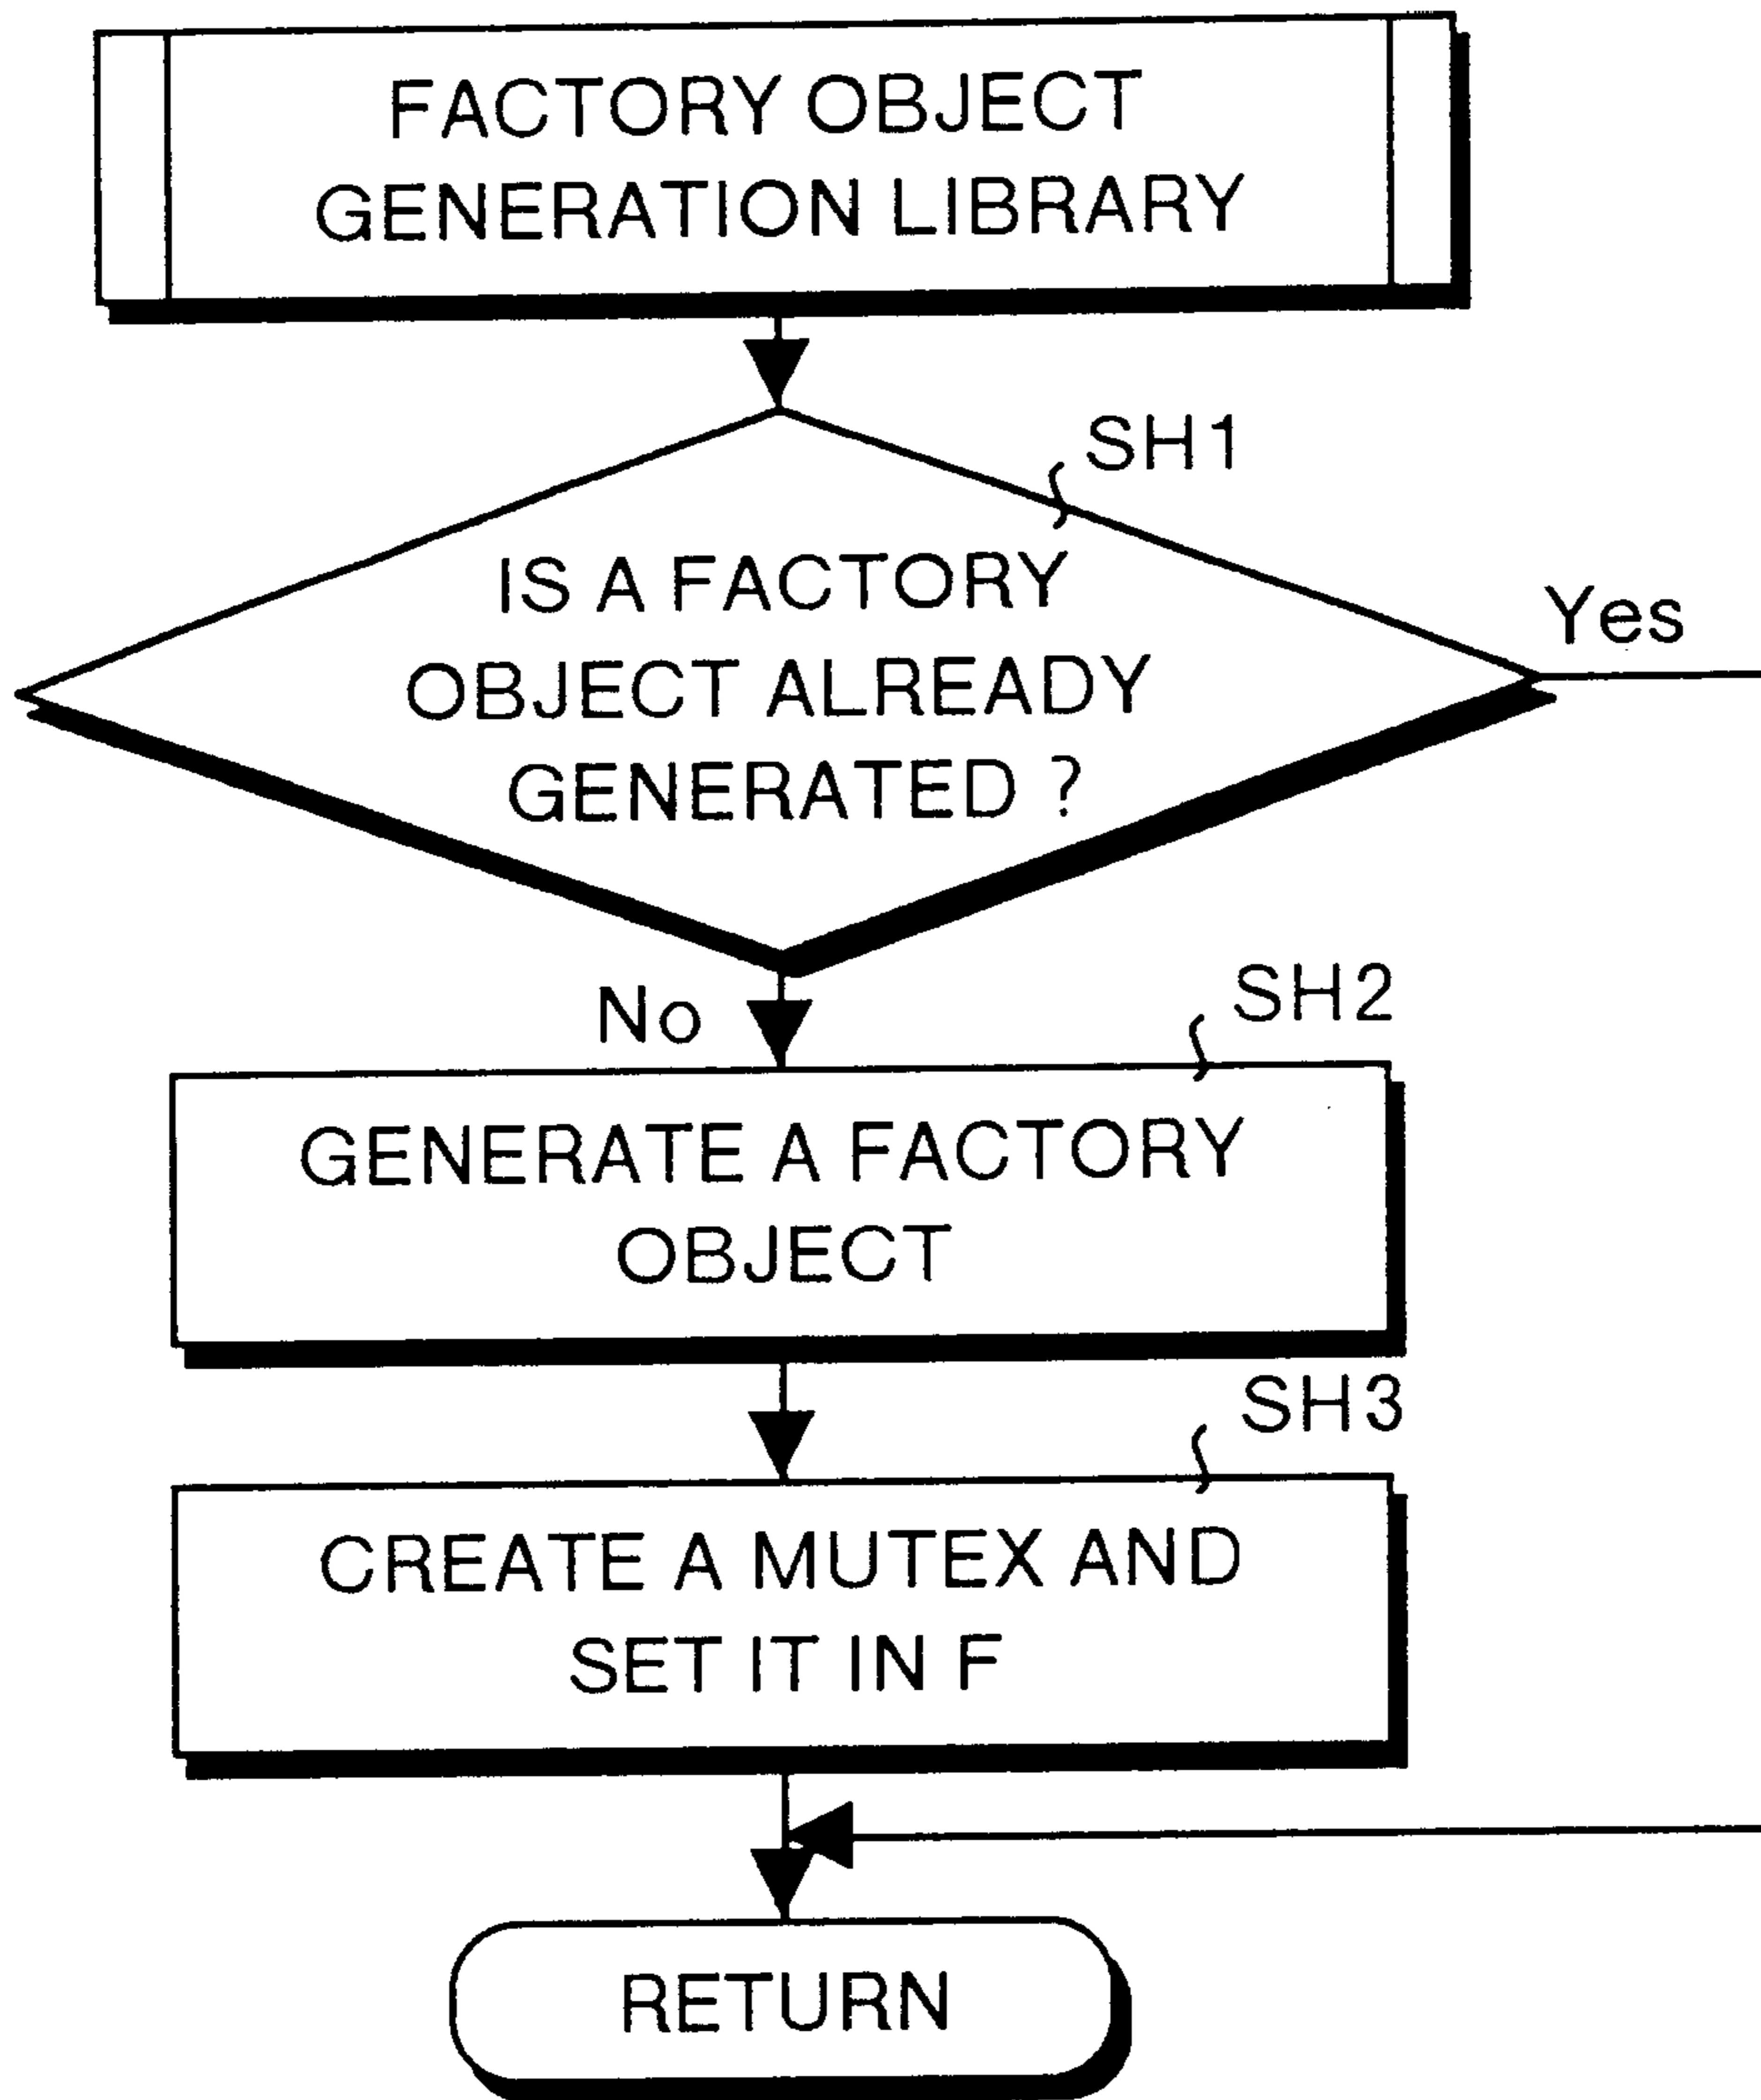 FACTORY OBJECT
GENERATION LIBRARY
SH1
IS A FACTORY
OBJECT ALREADY
GENERATED ?
Yes
No
SH2
GENERATE A FACTORY
OBJECT
SH3
CREATE A MUTEX AND
SET IT IN F
RETURN